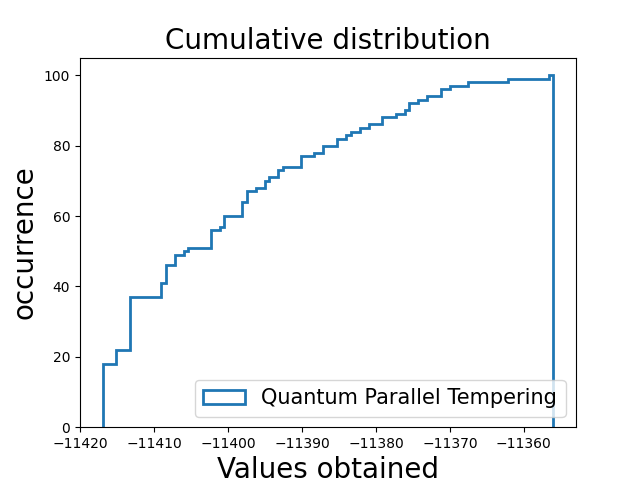 Cumulative distribution
occurrence
100
80
60
40
20
0
Quantum Parallel Tempering
−11420 −11410 −11400 −11390 −11380 −11370 −11360
Values obtained